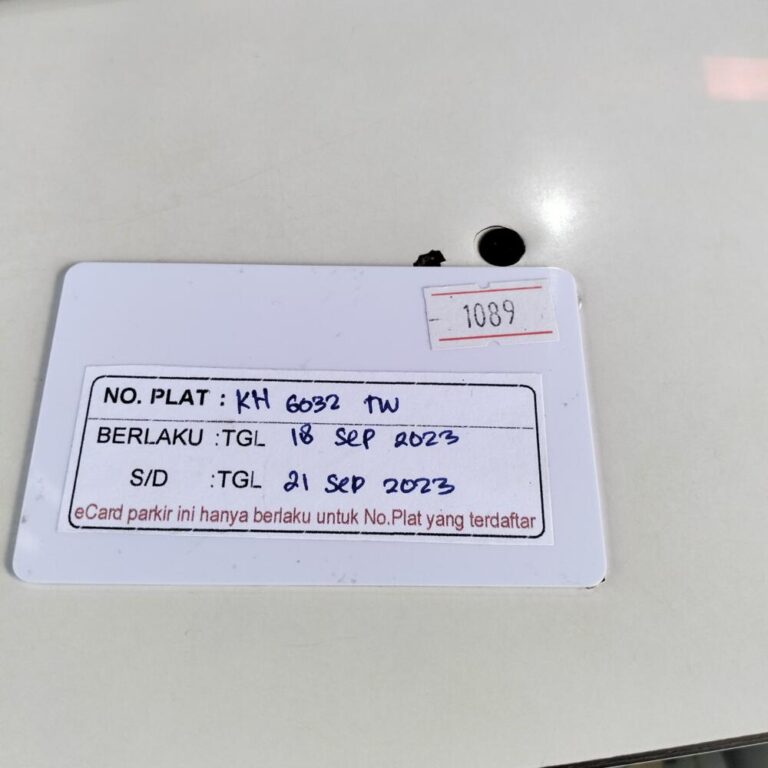 1089
NO. PLAT : KH 6032 TW
BERLAKU :TGL 18 Sep 2023
S/D :TGL 21 Sep 2023
eCard parkir ini hanya berlaku untuk No.Plat yang terdaftar